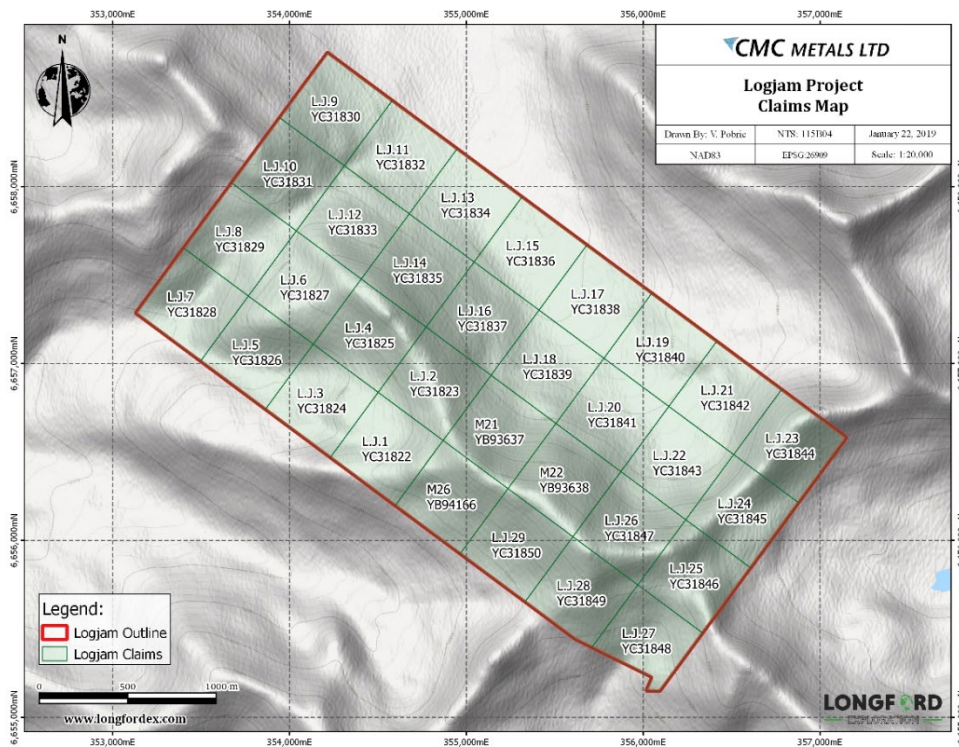 353,000mE
354,000mE
355,000mE
356,000mE
357,000mE
N
CMC METALS LTD
Logjam Project
Claims Map
Drawn By: V. Pobric
NTS: 115B04
January 22, 2019
NAD83
EPSG:26909
Scale: 1:20,000
L.J.9
YC31830
L.J.11
YC31832
L.J.10
YC31831
L.J.13
YC31834
6,658,000mN
L.J.12
YC31833
L.J.8
YC31829
L.J.15
YC31836
L.J.14
YC31835
L.J.6
YC31827
L.J.17
YC31838
L.J.7
YC31828
L.J.16
YC31837
L.J.4
YC31825
L.J.19
YC31840
L.J.5
YC31826
6,657,000mN
L.J.18
YC31839
L.J.2
YC31823
L.J.21
YC31842
L.J.3
YC31824
L.J.20
YC31841
M21
YB93637
L.J.23
YC31844
L.J.1
YC31822
L.J.22
YC31843
M22
YB93638
M26
YB94166
L.J.24
YC31845
L.J.26
YC31847
6,656,000mN
L.J.29
YC31850
L.J.25
YC31846
L.J.28
YC31849
L.J.27
YC31848
Legend:
Logjam Outline
Logjam Claims
0 500 1000 m
www.longfordex.com
LONGFORD
EXPLORATION
6,655,000mN
353,000mE
354,000mE
355,000mE
356,000mE
357,000mE